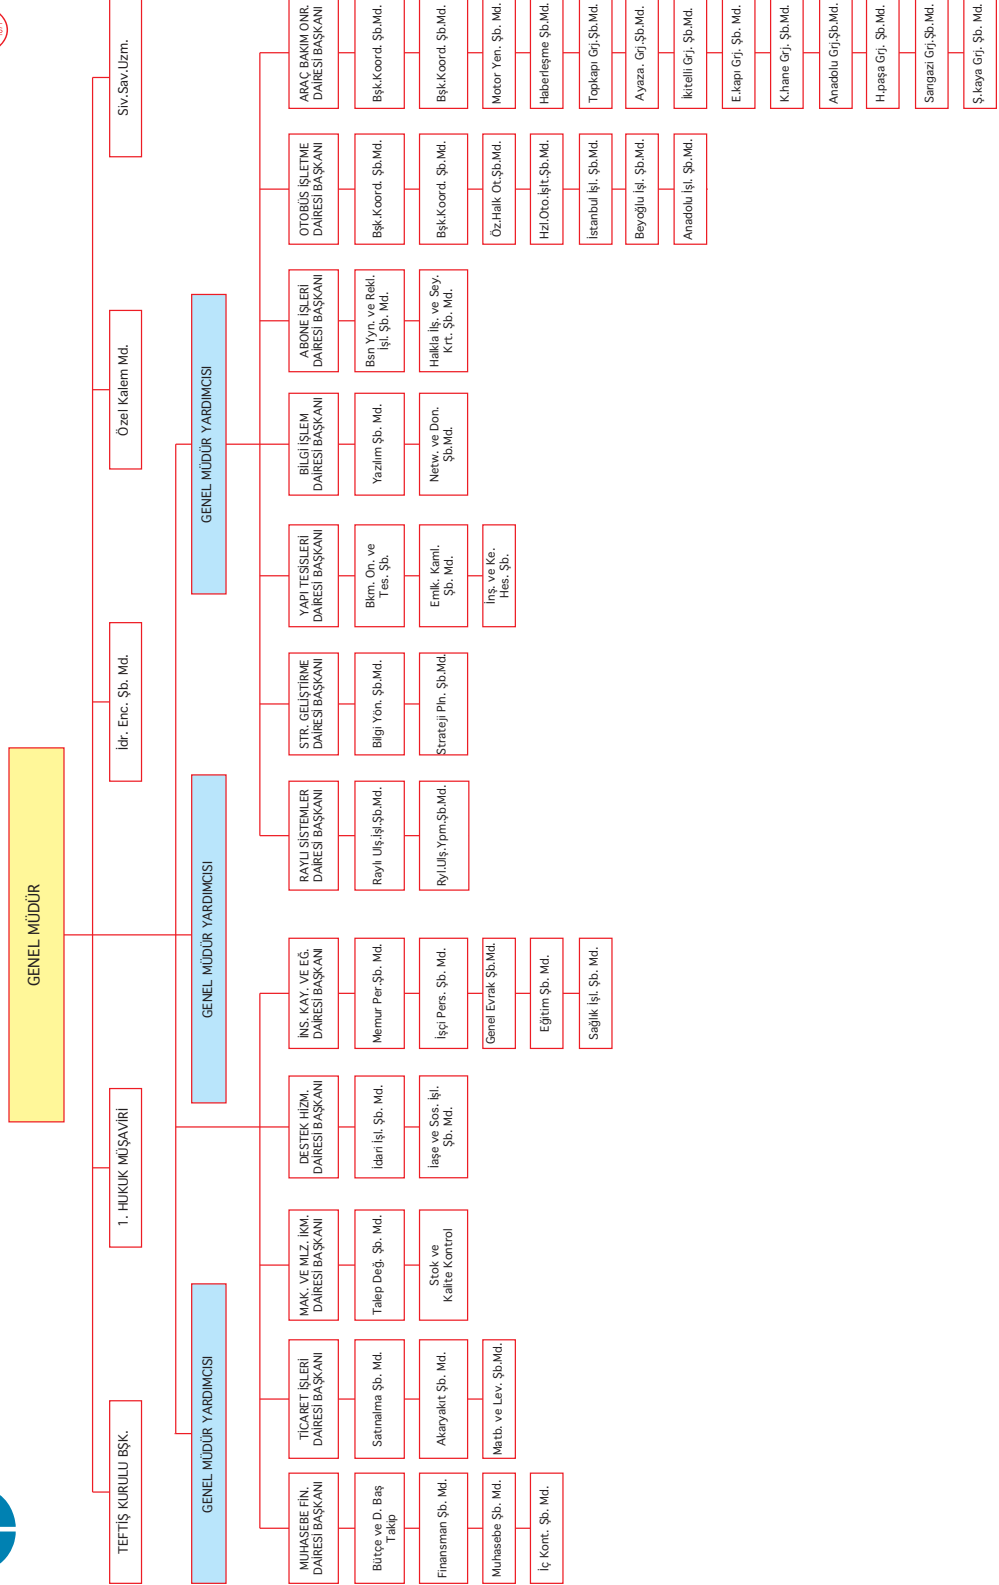 GENEL MÜDÜR
TEFTİŞ KURULU BŞK.
1. HUKUK MÜŞAVİRİ
İdr. Enc. Şb. Md.
Özel Kalem Md.
Siv.Sav.Uzm.
GENEL MÜDÜR YARDIMCISI
GENEL MÜDÜR YARDIMCISI
GENEL MÜDÜR YARDIMCISI
MUHASEBE FİN.
DAİRESİ BAŞKANI
Bütçe ve D. Baş
Takip
Finansman Şb. Md.
Muhasebe Şb. Md.
İç Kont. Şb. Md.
TİCARET İŞLERİ
DAİRESİ BAŞKANI
Satınalma Şb. Md.
Akaryakıt Şb. Md.
Matb. ve Lev. Şb.Md.
MAK. VE MLZ. İKM.
DAİRESİ BAŞKANI
Talep Değ. Şb. Md.
Stok ve
Kalite Kontrol
DESTEK HİZM.
DAİRESİ BAŞKANI
İdari İşl. Şb. Md.
İaşe ve Sos. İşl.
Şb. Md.
İNS. KAY. VE EĞ.
DAİRESİ BAŞKANI
Memur Per.Şb. Md.
İşçi Pers. Şb. Md.
Genel Evrak Şb.Md.
Eğitim Şb. Md.
Sağlık İşl. Şb. Md.
RAYLI SİSTEMLER
DAİRESİ BAŞKANI
Raylı Ulş.İşl.Şb.Md.
Ryl.Ulş.Ypm.Şb.Md.
STR. GELİŞTİRME
DAİRESİ BAŞKANI
Bilgi Yön. Şb.Md.
Strateji Pln. Şb.Md.
YAPI TESİSLERİ
DAİRESİ BAŞKANI
Bkm. On. ve
Tes. Şb.
Emlk. Kaml.
Şb. Md.
İnş. ve Ke.
Hes. Şb.
BİLGİ İŞLEM
DAİRESİ BAŞKANI
Yazılım Şb. Md.
Netw. ve Don.
Şb.Md.
ABONE İŞLERİ
DAİRESİ BAŞKANI
Bsn Yyn. ve Rekl.
İşl. Şb. Md.
Halkla İlş. ve Sey.
Krt. Şb. Md.
OTOBÜS İŞLETME
DAİRESİ BAŞKANI
Bşk.Koord. Şb.Md.
Bşk.Koord. Şb.Md.
Öz.Halk Ot.Şb.Md.
Hzl.Oto.İşlt.Şb.Md.
İstanbul İşl. Şb.Md.
Beyoğlu İşl. Şb.Md.
Anadolu İşl. Şb.Md.
ARAÇ BAKIM ONR.
DAİRESİ BAŞKANI
Bşk.Koord. Şb.Md.
Bşk.Koord. Şb.Md.
Motor Yen. Şb. Md.
Haberleşme Şb.Md.
Topkapı Grj.Şb.Md.
Ayaza. Grj.Şb.Md.
İkitelli Grj. Şb.Md.
E.kapı Grj. Şb. Md.
K.hane Grj. Şb.Md.
Anadolu Grj.Şb.Md.
H.paşa Grj. Şb.Md.
Sarıgazi Grj.Şb.Md.
Ş.kaya Grj. Şb. Md.